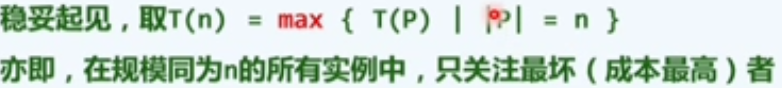 稳妥起见，取T(n) = max { T(P) | |P| = n }
亦即，在规模同为n的所有实例中，只关注最坏（成本最高）者